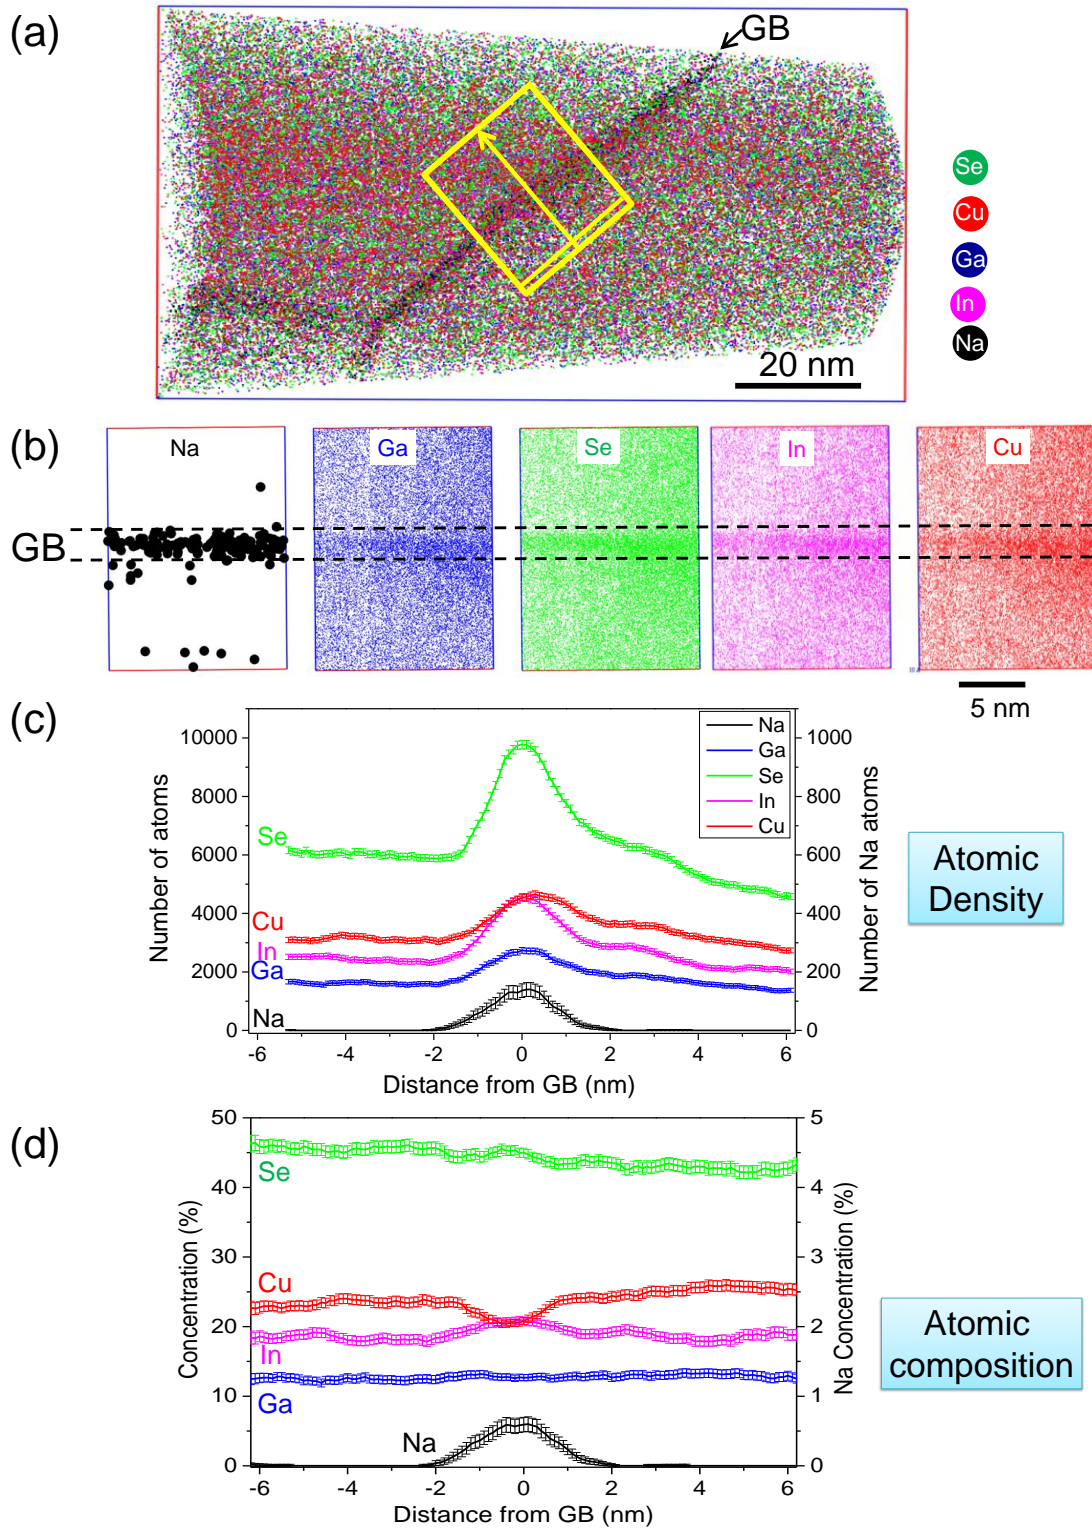 (a)
GB
Se
Cu
Ga
In
Na
20 nm
(b)
Na
Ga
Se
In
Cu
GB
5 nm
(c)
Number of atoms
10000
8000
6000
4000
2000
0
Se
Cu
In
Ga
Na
Na
Ga
Se
In
Cu
1000
800
600
400
200
0
Number of Na atoms
-6
-4
-2
0
2
4
6
Distance from GB (nm)
Atomic
Density
(d)
Concentration (%)
50
40
30
20
10
0
Se
Cu
In
Ga
Na
5
4
3
2
1
0
Na Concentration (%)
-6
-4
-2
0
2
4
6
Distance from GB (nm)
Atomic
composition